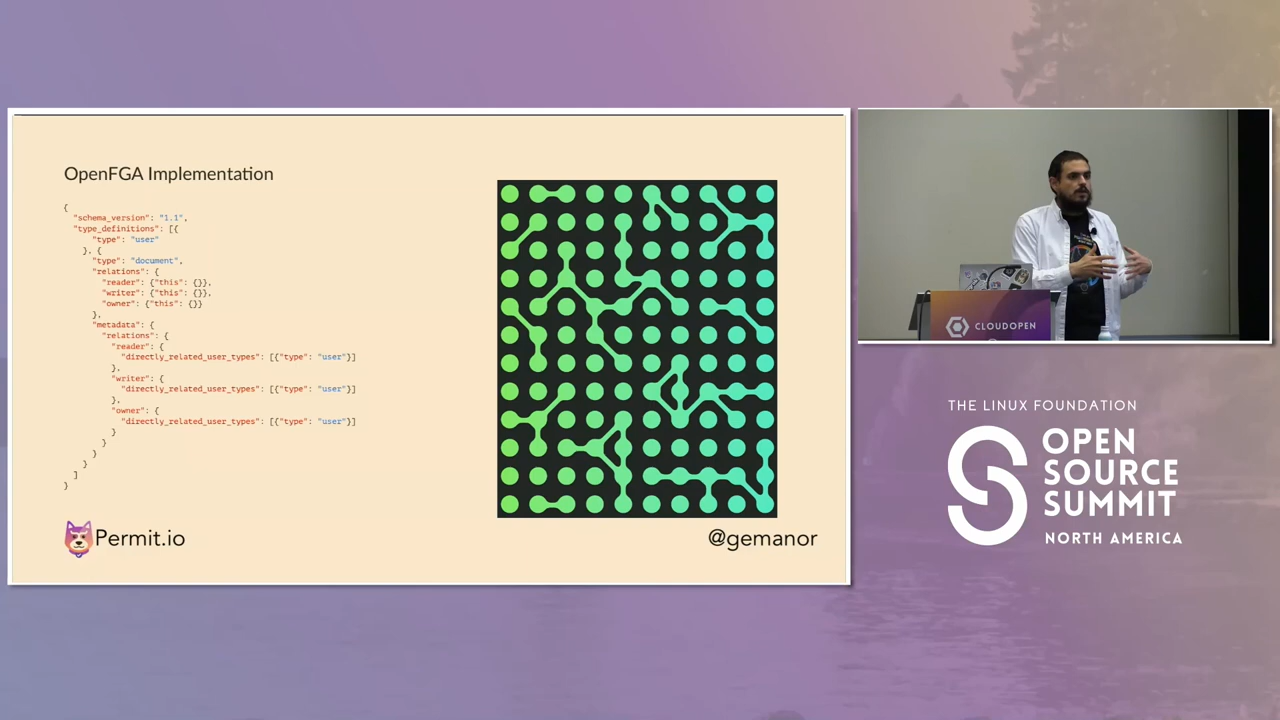 OpenFGA Implementation
{
"schema_version": "1.1",
"type_definitions": [{
"type": "user"
}, {
"type": "document",
"relations": {
"reader": {"this": {}},
"writer": {"this": {}},
"owner": {"this": {}}
},
"metadata": {
"relations": {
"reader": {
"directly_related_user_types": [{"type": "user"}]
},
"writer": {
"directly_related_user_types": [{"type": "user"}]
},
"owner": {
"directly_related_user_types": [{"type": "user"}]
}
}
}
}
]
}
Permit.io
@gemanor
CLOUDOPEN
THE LINUX FOUNDATION
OPEN
SOURCE
SUMMIT
NORTH AMERICA